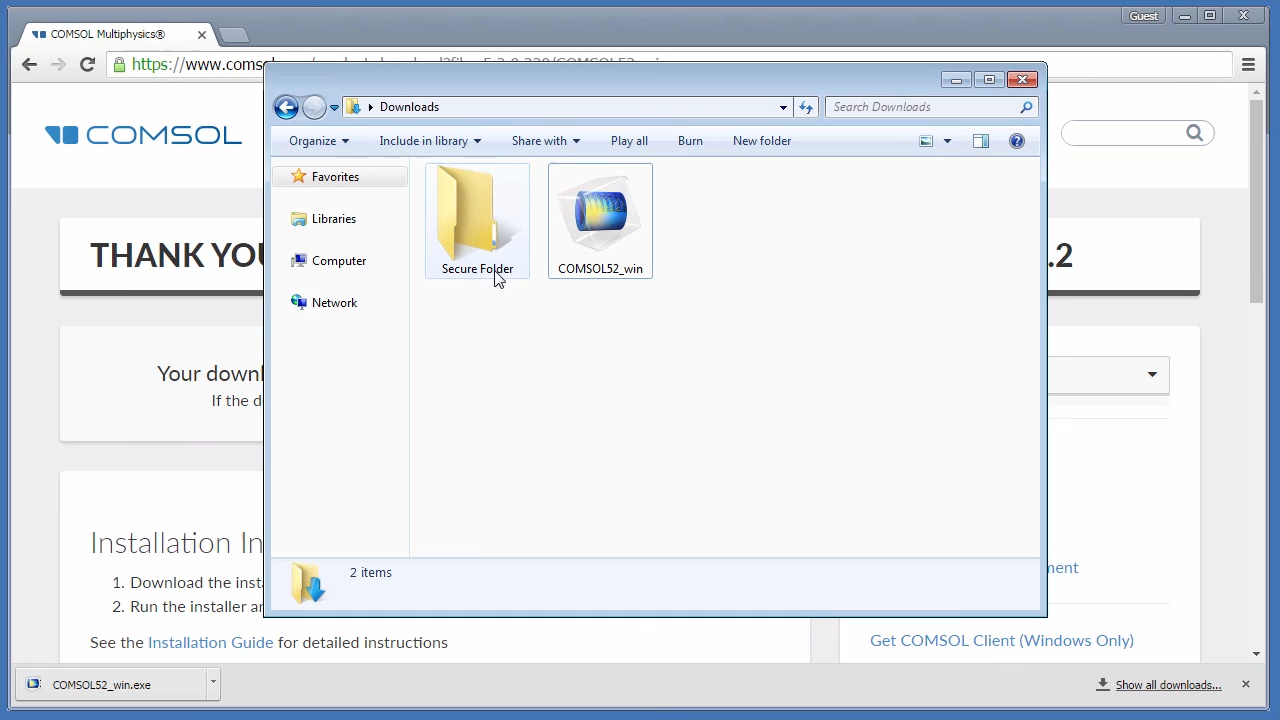 Guest
COMSOL Multiphysics®
https://www.comsol
Downloads
Search Downloads
Organize
Include in library
Share with
Play all
Burn
New folder
COMSOL
Favorites
Libraries
Computer
Network
Secure Folder
COMSOL52_win
THANK YOU
.2
Your downl
If the d
Installation In
1. Download the insta
2. Run the installer an
See the Installation Guide for detailed instructions
2 items
ment
Get COMSOL Client (Windows Only)
COMSOL52_win.exe
Show all downloads...